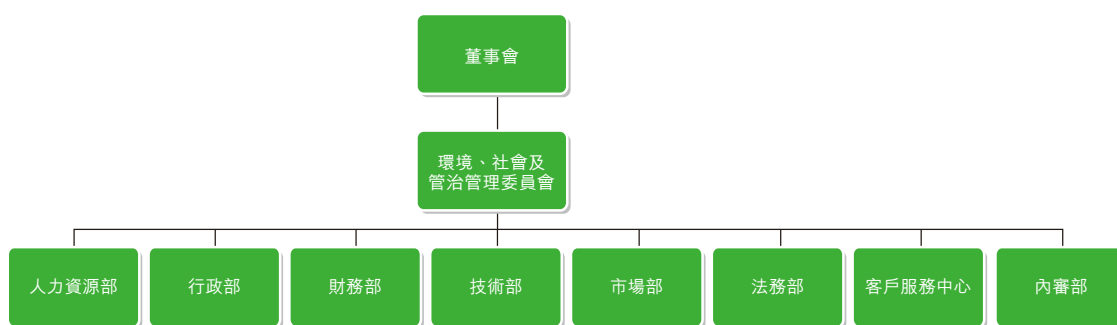 董事會
環境、社會及
管治管理委員會
人力資源部
行政部
財務部
技術部
市場部
法務部
客戶服務中心
內審部